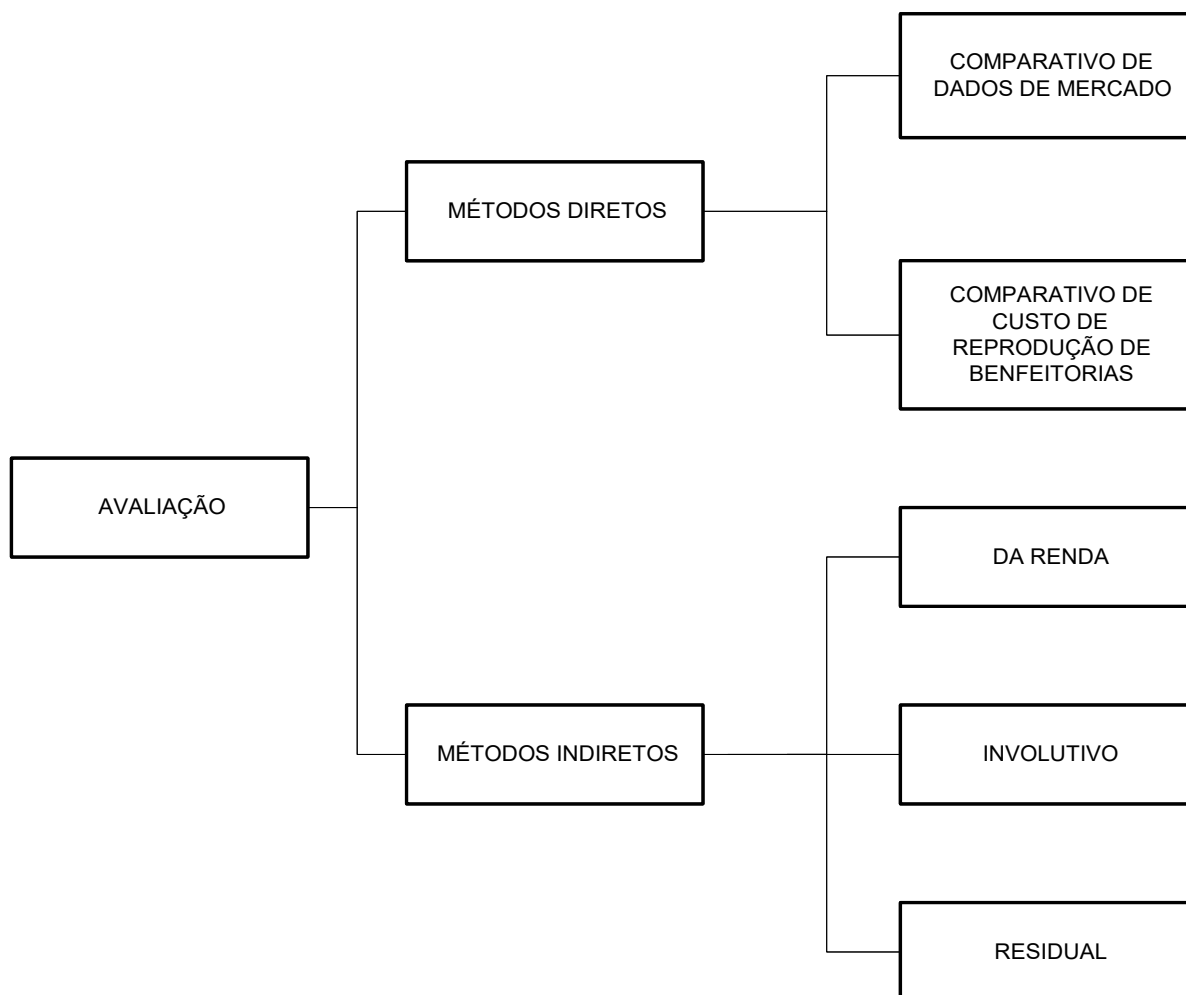 COMPARATIVO DE
DADOS DE MERCADO
MÉTODOS DIRETOS
COMPARATIVO DE
CUSTO DE
REPRODUÇÃO DE
BENFEITORIAS
AVALIAÇÃO
DA RENDA
MÉTODOS INDIRETOS
INVOLUTIVO
RESIDUAL